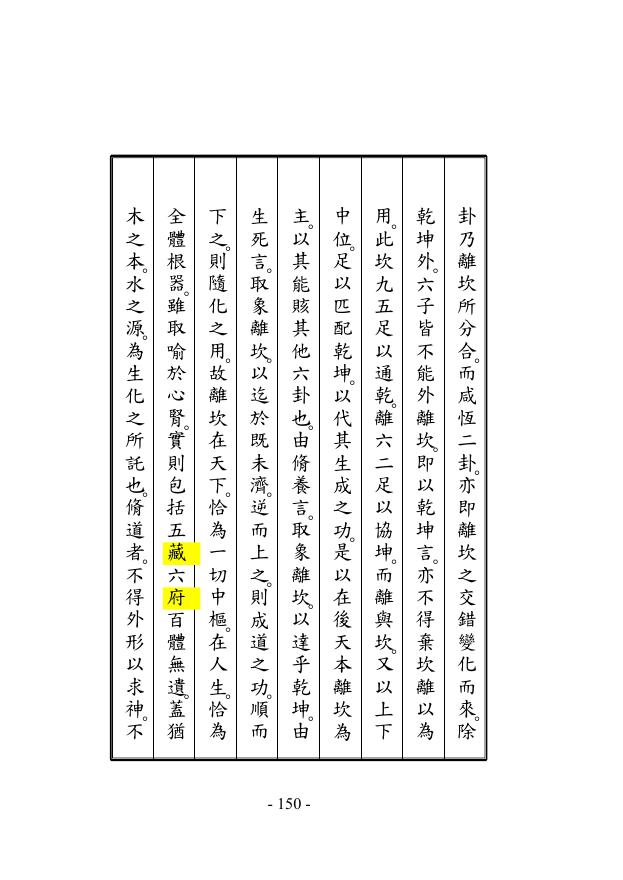 卦乃離坎所分合。而咸恆二卦。亦即離坎之交錯變化而來。除
乾坤外。六子皆不能外離坎。即以乾坤言。亦不得棄坎離以為
用。此坎九五足以通乾。離六二足以協坤。而離與坎。又以上下
中位。足以匹配乾坤。以代其生成之功。是以在後天本離坎為
主。以其能賅其他六卦也。由脩養言。取象離坎。以達乎乾坤。由
生死言。取象離坎。以迄於既未濟。逆而上之。則成道之功。順而
下之。則隨化之用。故離坎在天下。恰為一切中樞。在人生。恰為
全體根器。雖取喻於心腎。實則包括五藏六府百體無遺。蓋猶
木之本。水之源。為生化之所託也。脩道者。不得外形以求神。不
- 150 -